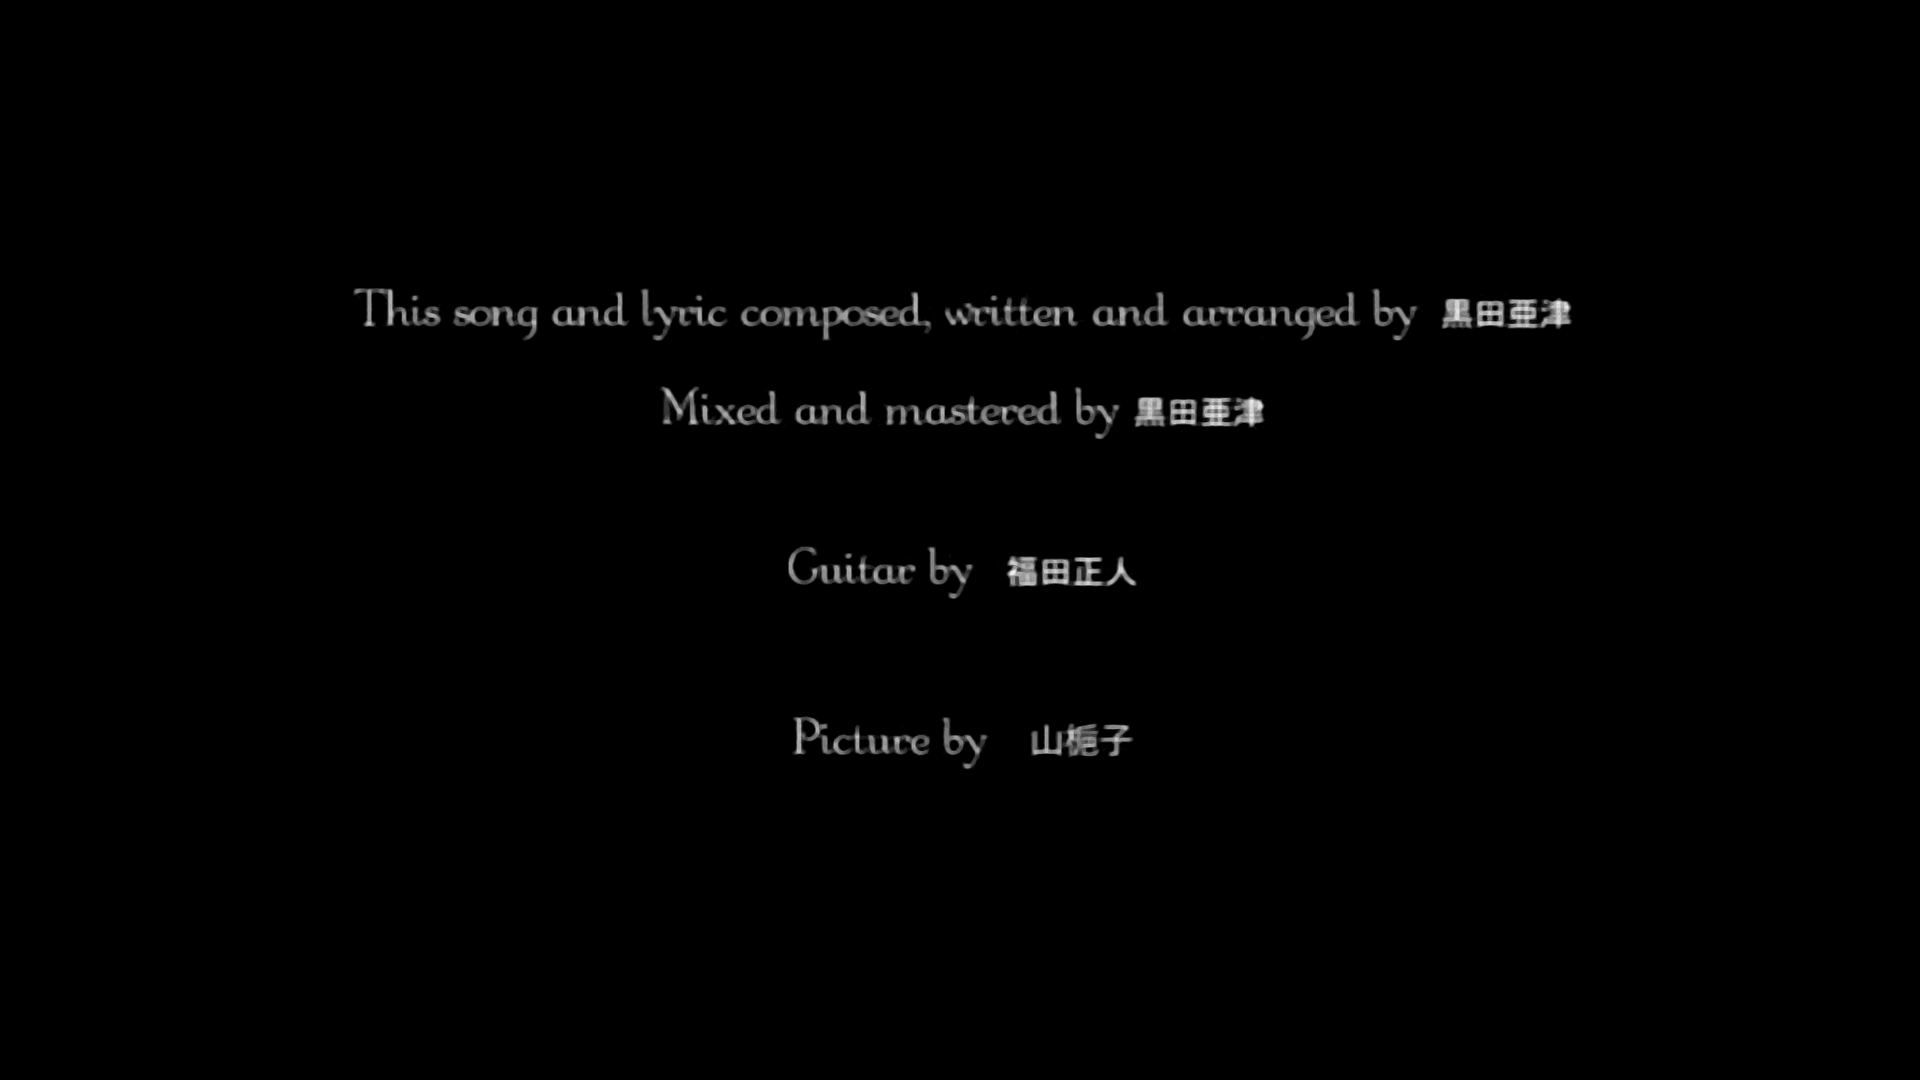 This song and lyric composed, written and arranged by 黒田亜津
Mixed and mastered by 黒田亜津
Guitar by 福田正人
Picture by 山梔子